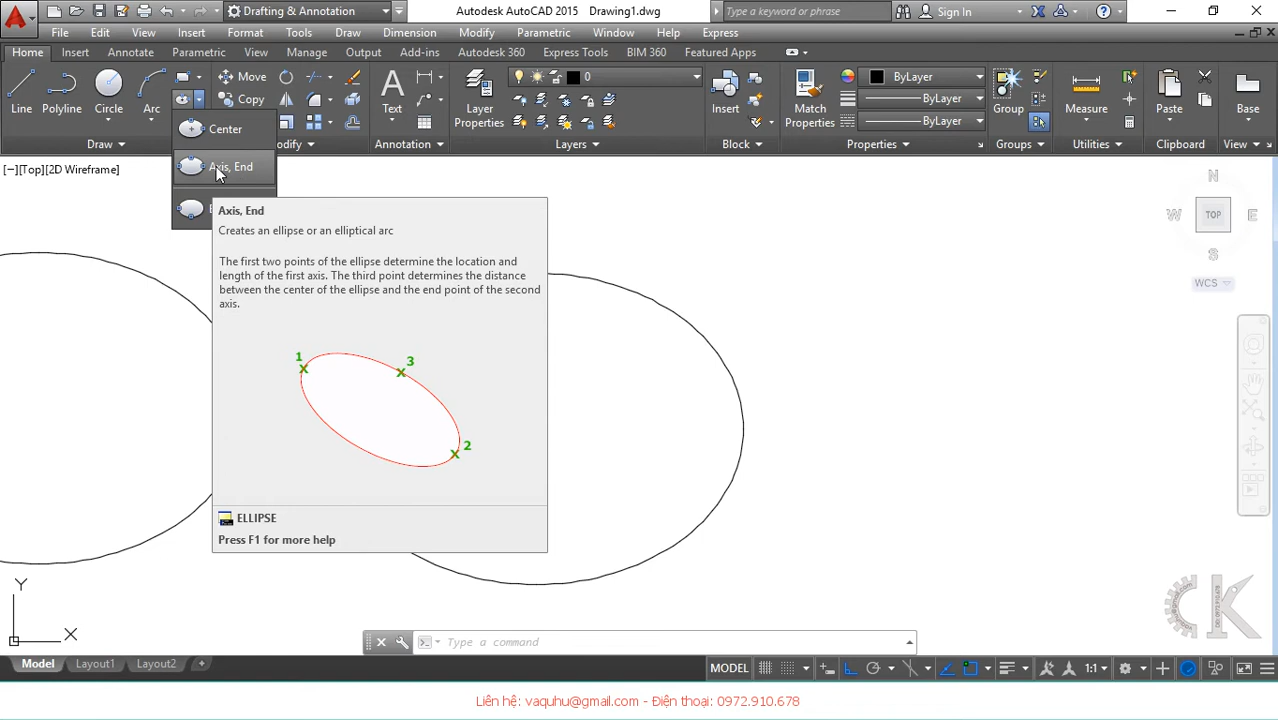 Drafting & Annotation
Autodesk AutoCAD 2015 Drawing1.dwg
Type a keyword or phrase
Sign In
File Edit View Insert Format Tools Draw Dimension Modify Parametric Window Help Express
Home Insert Annotate Parametric View Manage Output Add-ins Autodesk 360 Express Tools BIM 360 Featured Apps
Line
Polyline
Circle
Arc
Move
Copy
Text
Layer
Properties
0
Insert
Match
Properties
ByLayer
ByLayer
ByLayer
Group
Measure
Paste
Base
Draw
Layers
Block
Properties
Groups
Utilities
Clipboard
View
Center
Axis, End
[−][Top][2D Wireframe]
Axis, End
Creates an ellipse or an elliptical arc
The first two points of the ellipse determine the location and
length of the first axis. The third point determines the distance
between the center of the ellipse and the end point of the second
axis.
1
3
2
ELLIPSE
Press F1 for more help
N
W
TOP
E
S
WCS
Y
X
CK
Type a command
Model Layout1 Layout2
MODEL
1:1
Liên hệ: vaquhu@gmail.com - Điện thoại: 0972.910.678